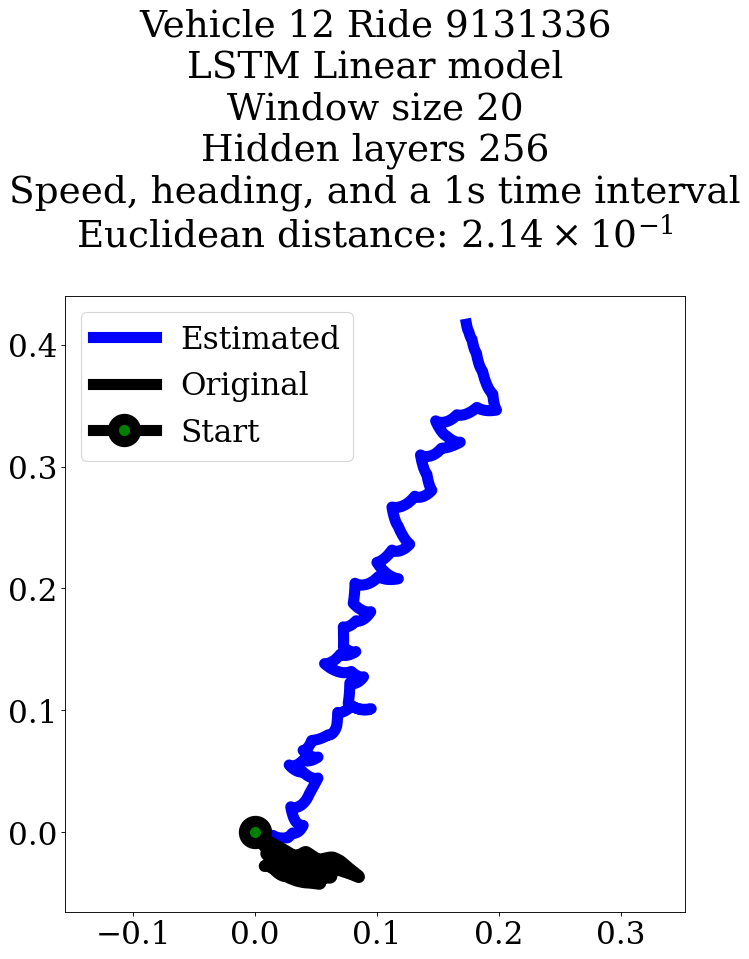 Vehicle 12 Ride 9131336
LSTM Linear model
Window size 20
Hidden layers 256
Speed, heading, and a 1s time interval
Euclidean distance: 2.14 × 10⁻¹
Estimated
Original
Start
0.4
0.3
0.2
0.1
0.0
−0.1 0.0 0.1 0.2 0.3